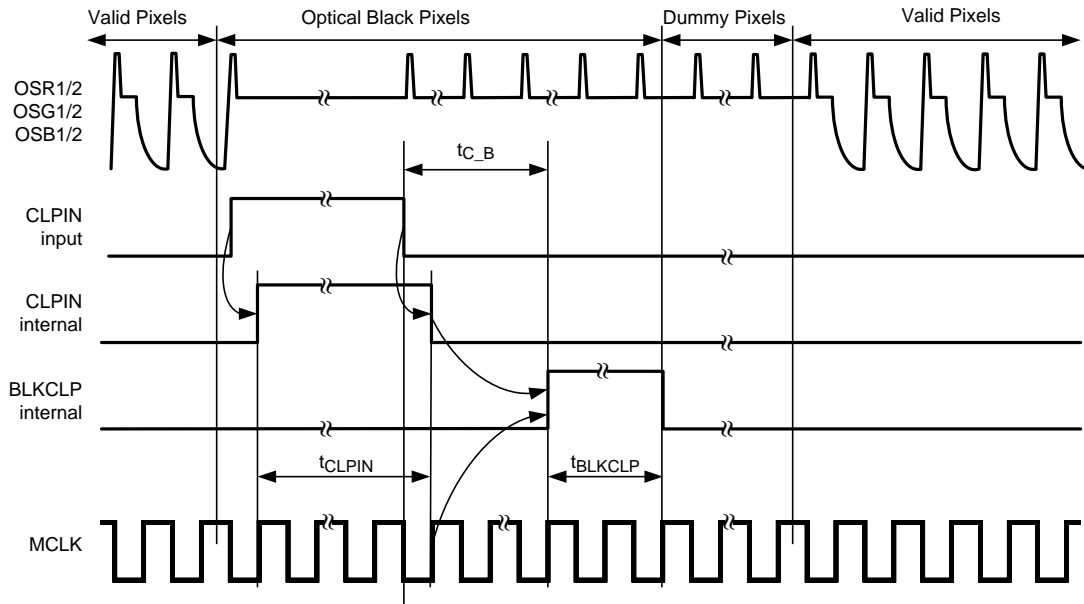 Valid Pixels
Optical Black Pixels
Dummy Pixels
Valid Pixels
OSR1/2
OSG1/2
OSB1/2
tC_B
CLPIN
input
CLPIN
internal
BLKCLP
internal
tCLPIN
tBLKCLP
MCLK